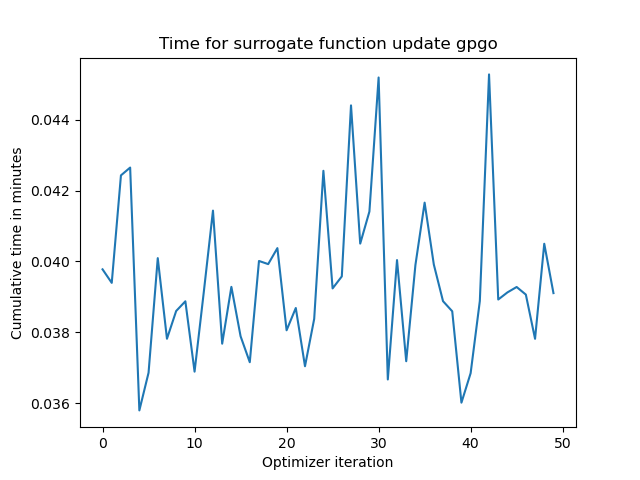 Time for surrogate function update gpgo
Cumulative time in minutes
0.044
0.042
0.040
0.038
0.036
0 10 20 30 40 50
Optimizer iteration